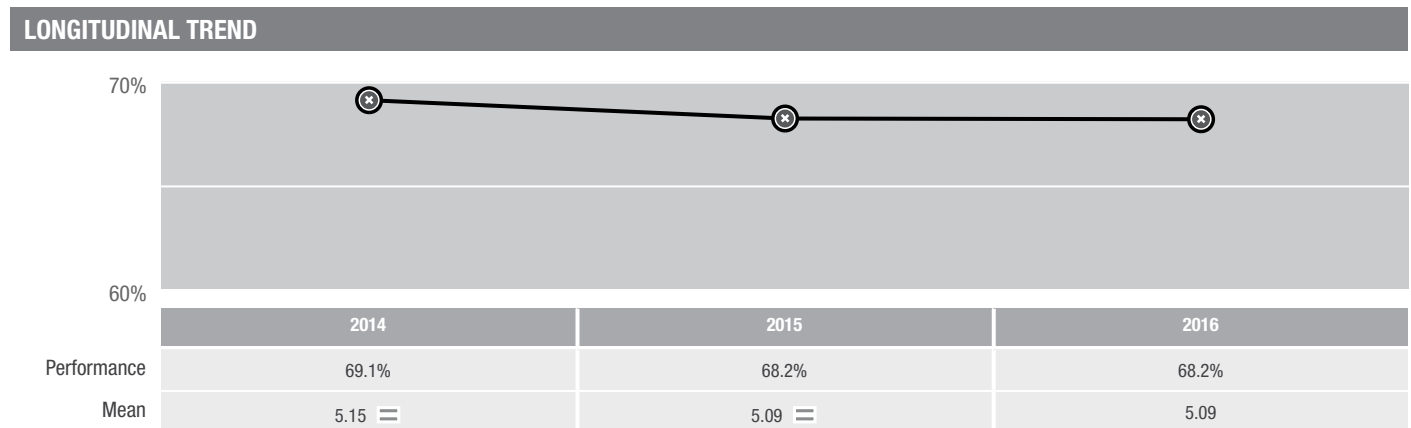 LONGITUDINAL TREND
70%
60%
2014 2015 2016
Performance 69.1% 68.2% 68.2%
Mean 5.15 = 5.09 = 5.09